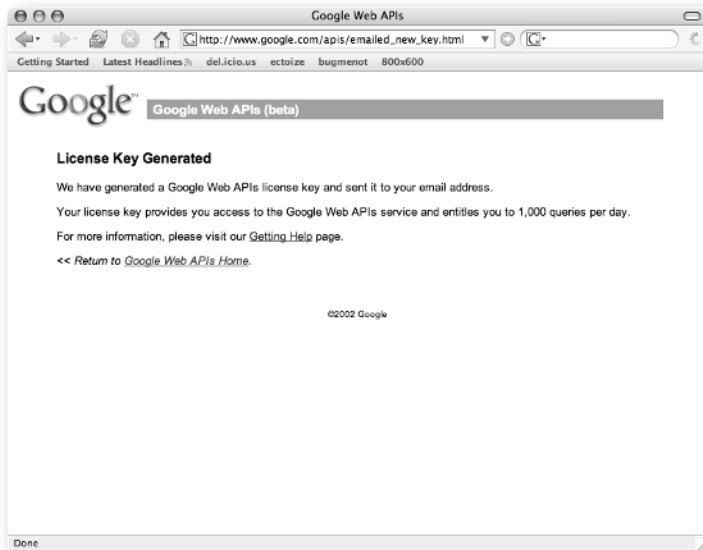 Google Web APIs
G http://www.google.com/apis/emailed_new_key.html G
Getting Started Latest Headlines del.icio.us ectoize bugmenot 800x600
Google™ Google Web APIs (beta)
License Key Generated
We have generated a Google Web APIs license key and sent it to your email address.
Your license key provides you access to the Google Web APIs service and entitles you to 1,000 queries per day.
For more information, please visit our Getting Help page.
<< Return to Google Web APIs Home.
©2002 Google
Done